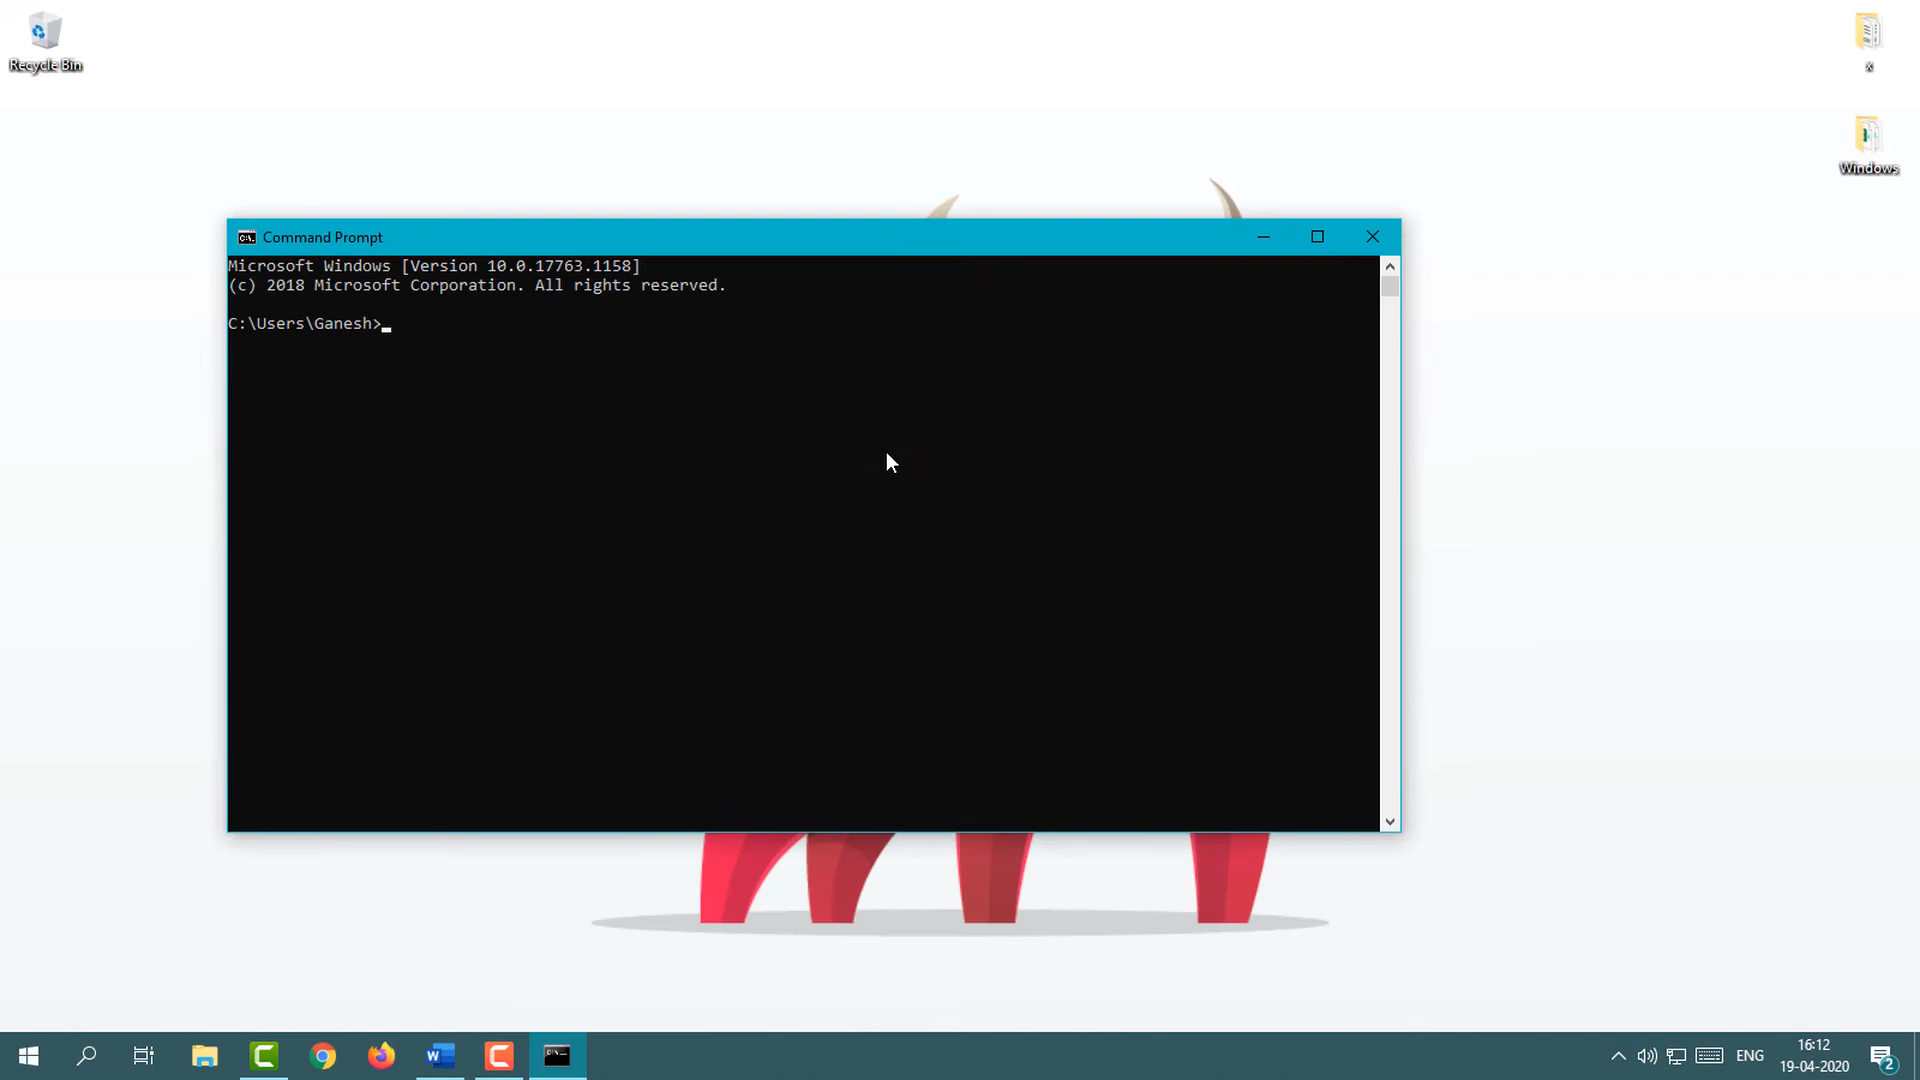 Recycle Bin
x
Windows
Command Prompt
Microsoft Windows [Version 10.0.17763.1158]
(c) 2018 Microsoft Corporation. All rights reserved.
C:\Users\Ganesh>
ENG
16:12
19-04-2020
2